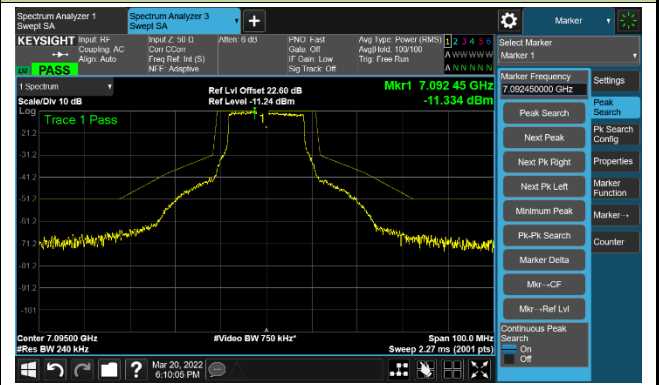 Spectrum Analyzer 1
Swept SA
Spectrum Analyzer 3
Swept SA
Marker
KEYSIGHT
Input: RF
Coupling: AC
Align: Auto
Input Z: 50 Ω
Corr CCorr
Freq Ref: Int (S)
NFE: Adaptive
Atten: 6 dB
PNO: Fast
Gate: Off
IF Gain: Low
Sig Track: Off
Avg Type: Power (RMS)
Avg|Hold: 100/100
Trig: Free Run
1 2 3 4 5 6
A W W W W W
A N N N N N
PASS
Select Marker
Marker 1
1 Spectrum
Scale/Div 10 dB
Ref Lvl Offset 22.60 dB
Ref Level -11.24 dBm
Mkr1 7.092 45 GHz
-11.334 dBm
Log
Trace 1 Pass
1
-21.2
-31.2
-41.2
-51.2
-61.2
-71.2
-81.2
-91.2
-101
Center 7.09500 GHz
#Res BW 240 kHz
#Video BW 750 kHz*
Span 100.0 MHz
Sweep 2.27 ms (2001 pts)
Marker Frequency
7.092450000 GHz
Peak Search
Next Peak
Next Pk Right
Next Pk Left
Minimum Peak
Pk-Pk Search
Marker Delta
Mkr→CF
Mkr→Ref Lvl
Continuous Peak
Search
On
Off
Settings
Peak
Search
Pk Search
Config
Properties
Marker
Function
Marker→
Counter
Mar 20, 2022
6:10:05 PM